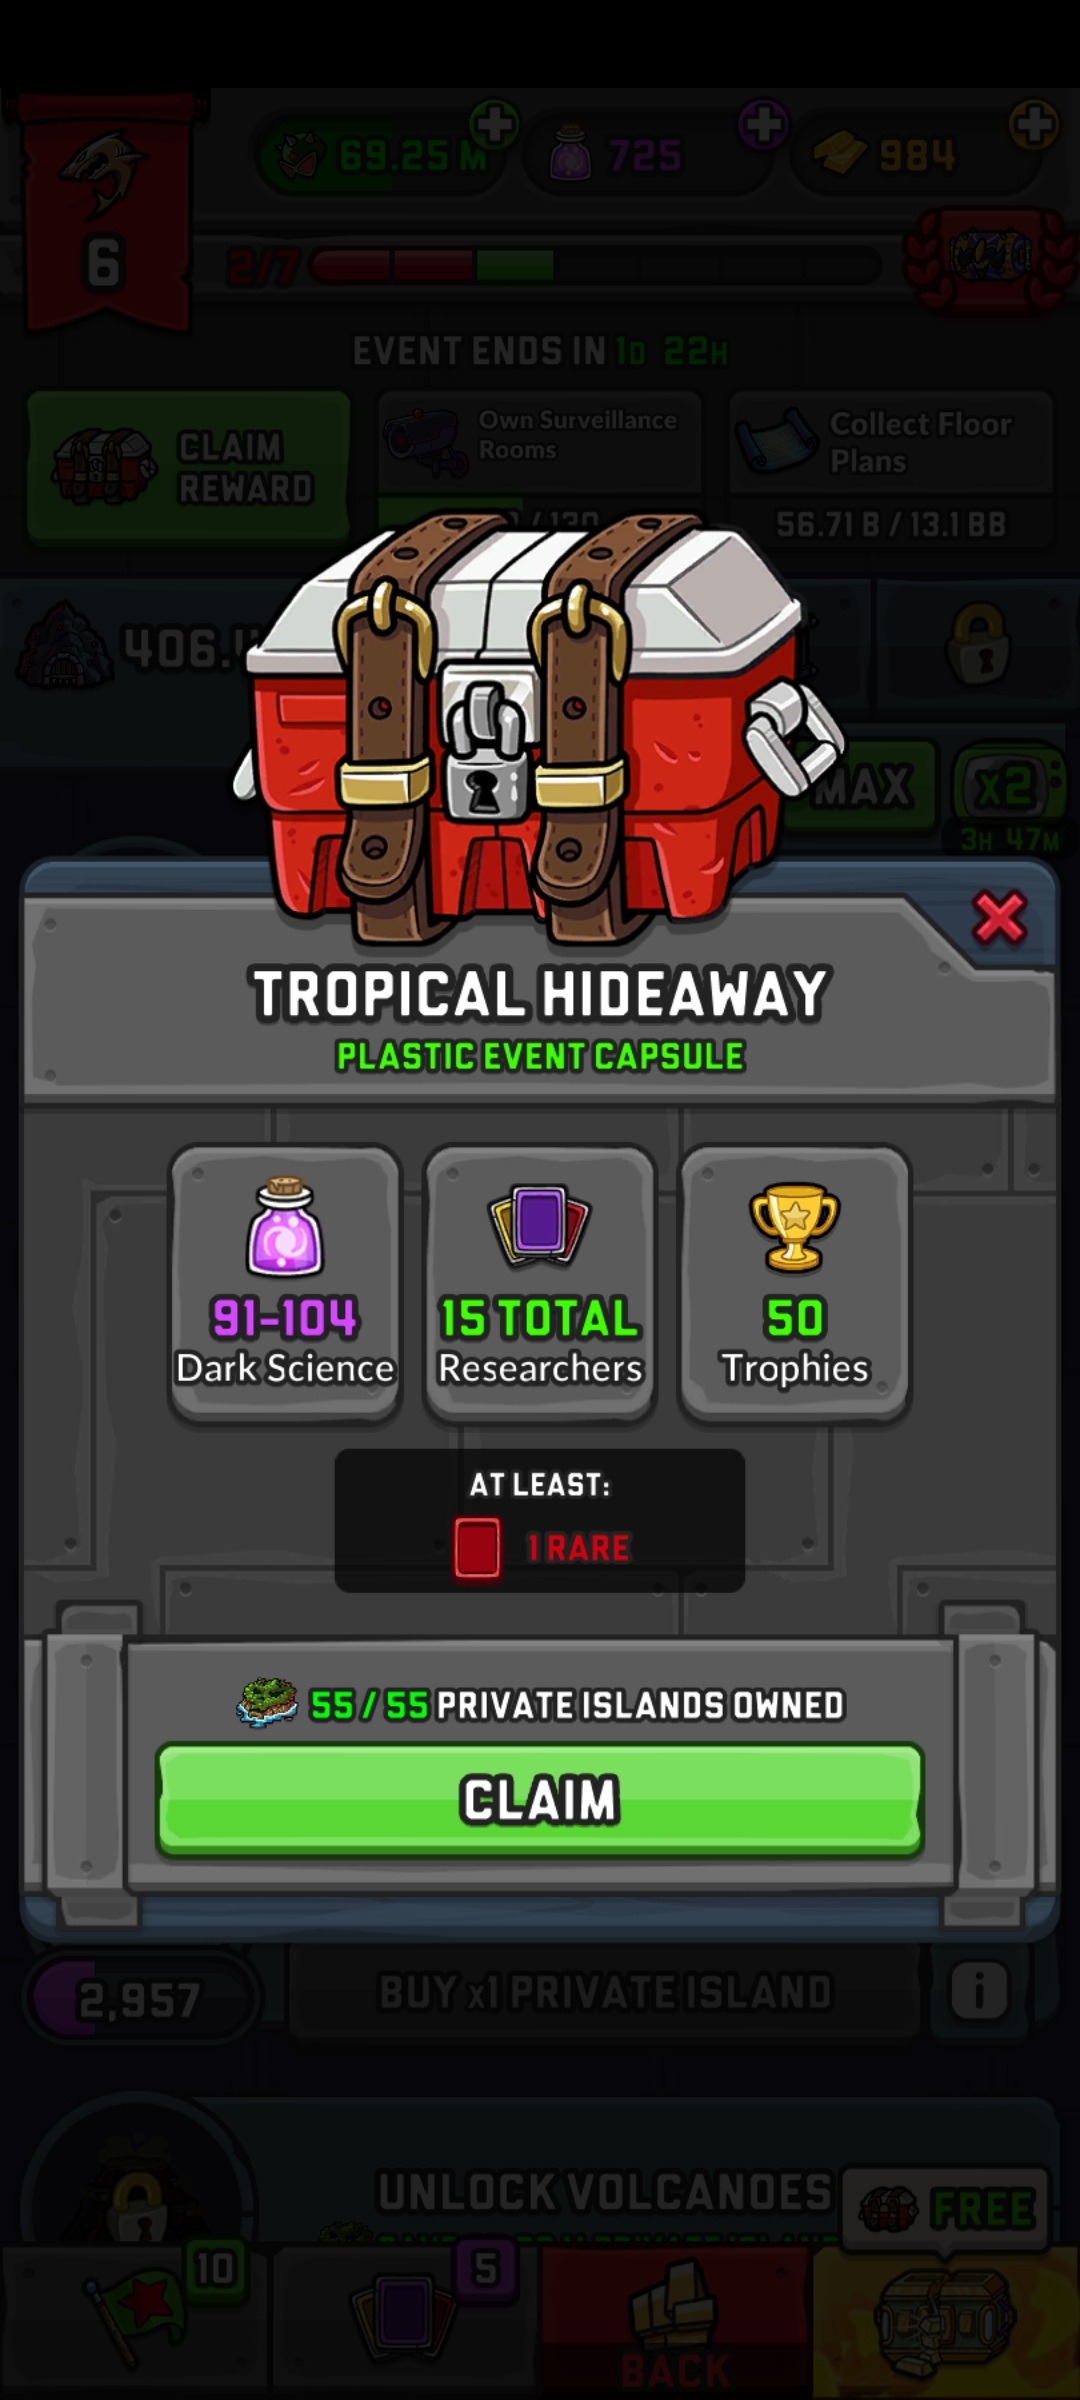 69.25 M
725
984
6
2/7
EVENT ENDS IN 1D 22H
CLAIM
REWARD
Own Surveillance
Rooms
Collect Floor
Plans
/ 130
56.71 B / 13.1 BB
406.
MAX
x2
3H 47M
TROPICAL HIDEAWAY
PLASTIC EVENT CAPSULE
91-104
Dark Science
15 TOTAL
Researchers
50
Trophies
AT LEAST:
1 RARE
55 / 55 PRIVATE ISLANDS OWNED
CLAIM
2,957
BUY x1 PRIVATE ISLAND
i
UNLOCK VOLCANOES
FREE
10
5
BACK